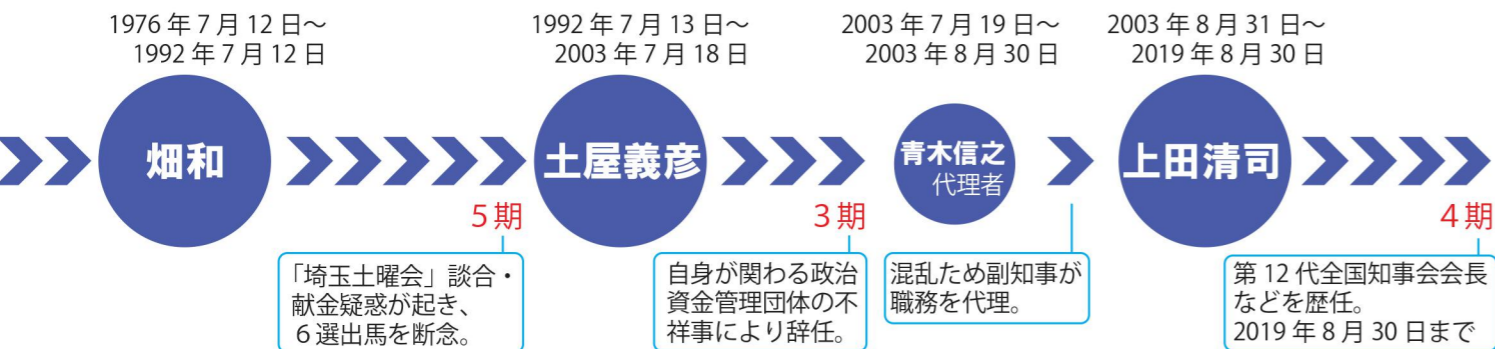 1976年7月12日～
1992年7月12日
畑和
5期
「埼玉土曜会」談合・
献金疑惑が起き、
６選出馬を断念。
1992年7月13日～
2003年7月18日
土屋義彦
3期
自身が関わる政治
資金管理団体の不
祥事により辞任。
2003年7月19日～
2003年8月30日
青木信之
代理者
混乱ため副知事が
職務を代理。
2003年8月31日～
2019年8月30日
上田清司
4期
第12代全国知事会会長
などを歴任。
2019年8月30日まで